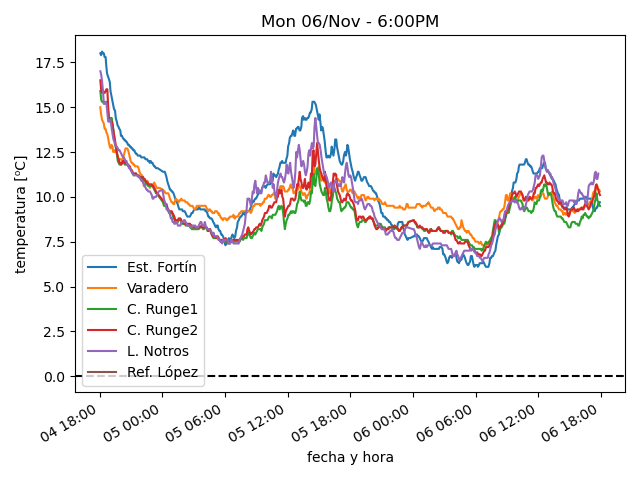 Mon 06/Nov - 6:00PM
temperatura [ºC]
17.5
15.0
12.5
10.0
7.5
5.0
2.5
0.0
Est. Fortín
Varadero
C. Runge1
C. Runge2
L. Notros
Ref. López
04 18:00
05 00:00
05 06:00
05 12:00
05 18:00
06 00:00
06 06:00
06 12:00
06 18:00
fecha y hora